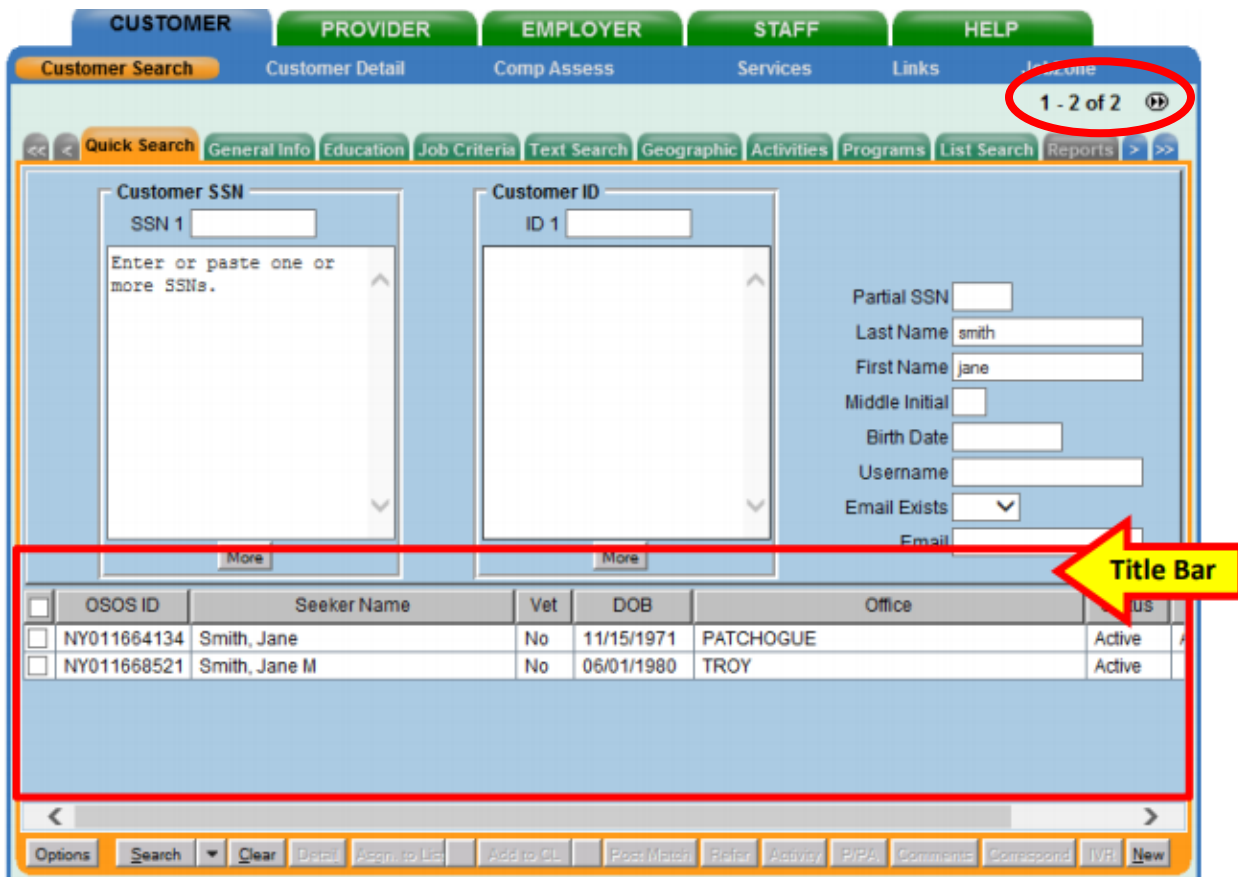 CUSTOMER PROVIDER EMPLOYER STAFF HELP
Customer Search Customer Detail Comp Assess Services Links JobZone
1 - 2 of 2
<< < Quick Search General Info Education Job Criteria Text Search Geographic Activities Programs List Search Reports > >>
Customer SSN Customer ID
SSN 1 ID 1
Enter or paste one or
more SSNs.
Partial SSN
Last Name smith
First Name jane
Middle Initial
Birth Date
Username
Email Exists
Email
More More
Title Bar
OSOS ID Seeker Name Vet DOB Office
NY011664134 Smith, Jane No 11/15/1971 PATCHOGUE Active A
NY011668521 Smith, Jane M No 06/01/1980 TROY Active
Options Search Clear Detail Asgn. to List Add to CL Post Match Refer Activity P/PA Comments Correspond IVR New